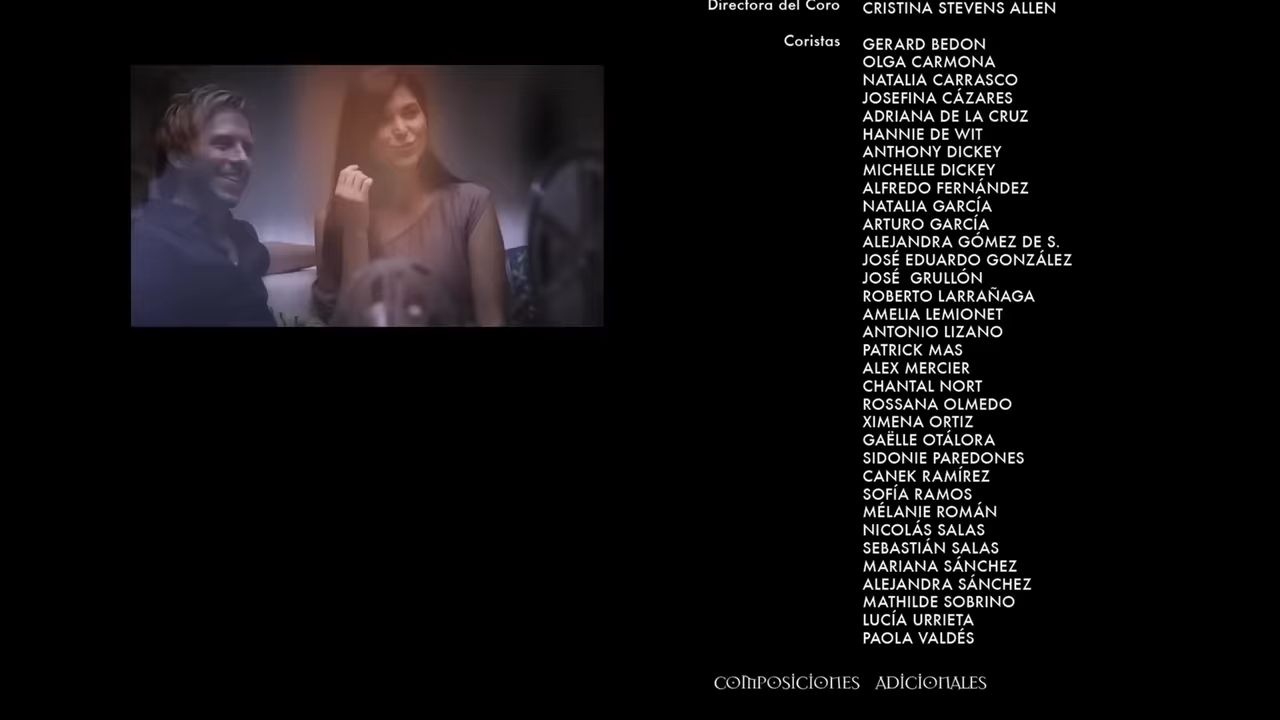 Directora del Coro CRISTINA STEVENS ALLEN
Coristas GERARD BEDON
OLGA CARMONA
NATALIA CARRASCO
JOSEFINA CÁZARES
ADRIANA DE LA CRUZ
HANNIE DE WIT
ANTHONY DICKEY
MICHELLE DICKEY
ALFREDO FERNÁNDEZ
NATALIA GARCÍA
ARTURO GARCÍA
ALEJANDRA GÓMEZ DE S.
JOSÉ EDUARDO GONZÁLEZ
JOSÉ  GRULLÓN
ROBERTO LARRAÑAGA
AMELIA LEMIONET
ANTONIO LIZANO
PATRICK MAS
ALEX MERCIER
CHANTAL NORT
ROSSANA OLMEDO
XIMENA ORTIZ
GAËLLE OTÁLORA
SIDONIE PAREDONES
CANEK RAMÍREZ
SOFÍA RAMOS
MÉLANIE ROMÁN
NICOLÁS SALAS
SEBASTIÁN SALAS
MARIANA SÁNCHEZ
ALEJANDRA SÁNCHEZ
MATHILDE SOBRINO
LUCÍA URRIETA
PAOLA VALDÉS
COMPOSICIONES ADICIONALES